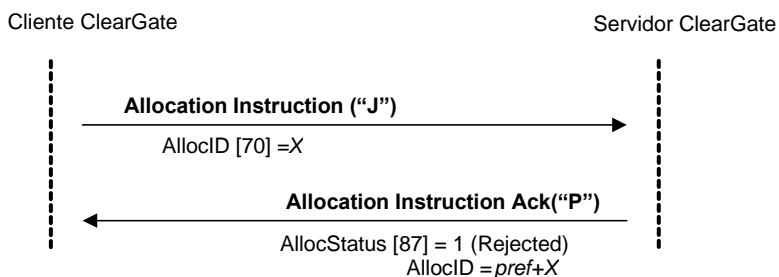 Cliente ClearGate
Servidor ClearGate
Allocation Instruction (“J”)
AllocID [70] =X
Allocation Instruction Ack(“P”)
AllocStatus [87] = 1 (Rejected)
AllocID =pref+X